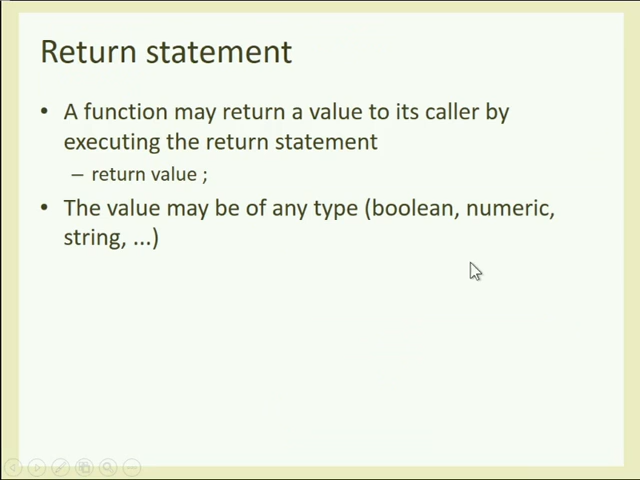 Return statement
• A function may return a value to its caller by
executing the return statement
– return value ;
• The value may be of any type (boolean, numeric,
string, ...)